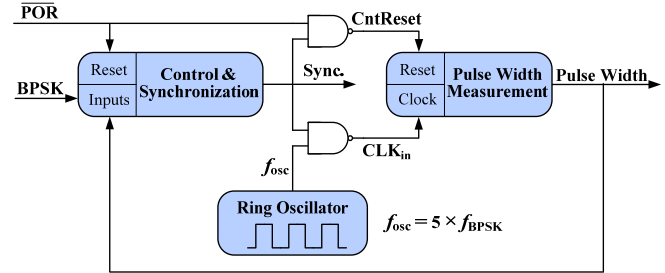 POR
CntReset
Reset
Control &
Synchronization
Sync.
Reset
Pulse Width
Measurement
Pulse Width
BPSK
Inputs
Clock
fosc
CLKin
Ring Oscillator
fosc = 5 × fBPSK